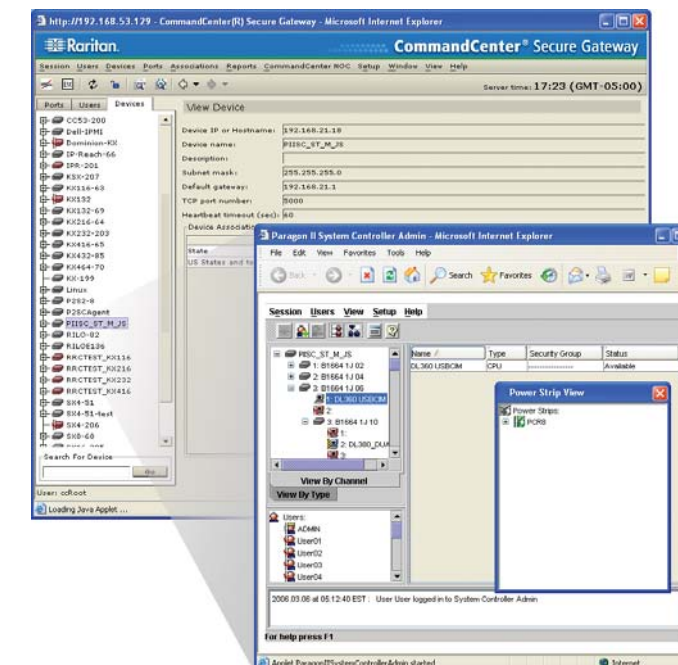 http://192.168.53.129 - CommandCenter(R) Secure Gateway - Microsoft Internet Explorer
Raritan.
CommandCenter® Secure Gateway
Session Users Devices Ports Associations Reports CommandCenter NOC Setup Window View Help
Server time: 17:23 (GMT-05:00)
Ports Users Devices
CC53-200
Dell-IPMI
Dominion-KX
IP-Reach-66
IPR-201
KSX-207
KX116-63
KX132
KX132-69
KX216-64
KX232-203
KX416-65
KX432-85
KX464-70
KX-199
Linux
P2S2-8
P2SCAgent
PIISC_ST_M_JS
RILO-82
RILOE136
RRCTEST_KX116
RRCTEST_KX216
RRCTEST_KX232
RRCTEST_KX416
SX4-51
SX4-51-test
SX4-206
SX8-60
Search For Device
Go
User: ccRoot
Loading Java Applet ...
View Device
Device IP or Hostname: 192.168.21.18
Device name: PIISC_ST_M_JS
Description:
Subnet mask: 255.255.255.0
Default gateway: 192.168.21.1
TCP port number: 5000
Heartbeat timeout (sec): 60
Device Associatio
State
US States and te
Paragon II System Controller Admin - Microsoft Internet Explorer
File Edit View Favorites Tools Help
Back Search Favorites
Session Users View Setup Help
PIISC_ST_M_JS
1: B1664 1J 02
2: B1664 1J 04
3: B1664 1J 06
1: DL360 USBCIM
2:
3: B1664 1J 10
1:
2: DL380_DUA
3:
View By Channel
View By Type
Name / Type Security Group Status
DL360 USBCIM CPU ---------------- Available
Power Strip View
Power Strips:
PCR8
Users:
ADMIN
User01
User02
User03
User04
2006.03.06 at 05:12:40 EST : User User logged in to System Controller Admin
For help press F1
Applet ParagonIISystemControllerAdmin started
Internet